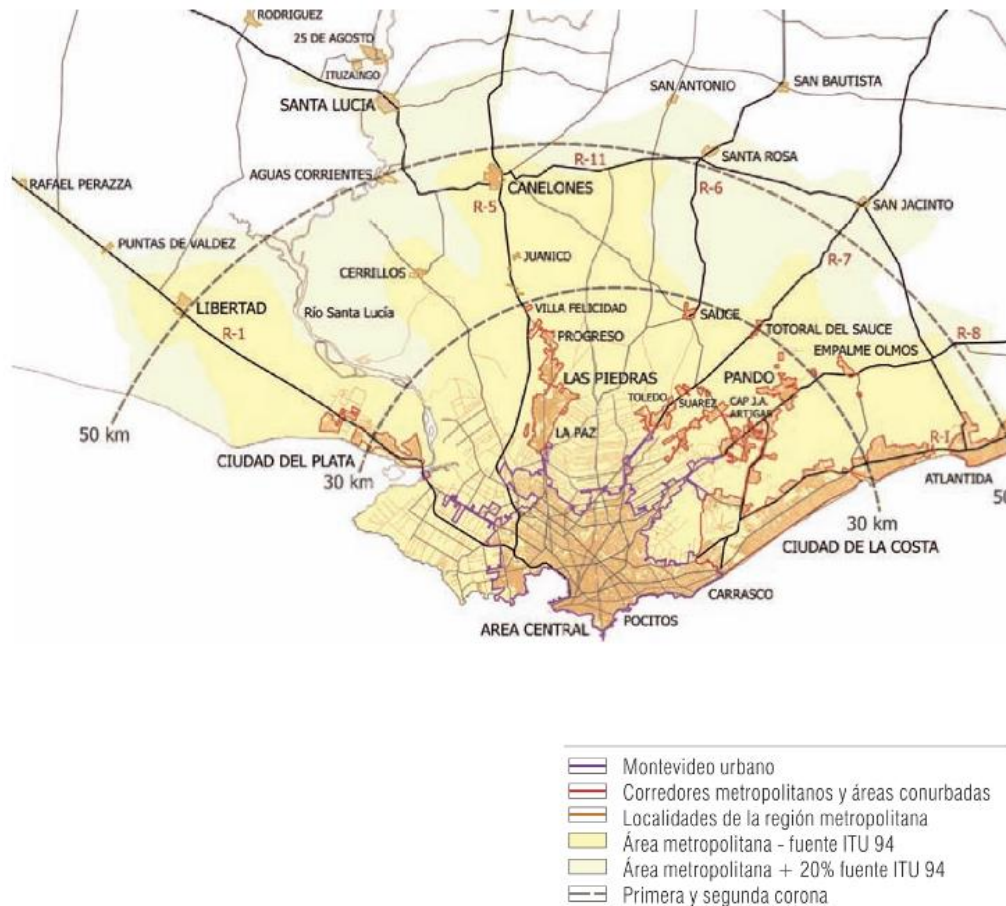 RODRIGUEZ
25 DE AGOSTO
ITUZAINGO
SANTA LUCIA
SAN ANTONIO
SAN BAUTISTA
SANTA ROSA
R-11
RAFAEL PERAZZA
AGUAS CORRIENTES
CANELONES
R-6
R-5
SAN JACINTO
PUNTAS DE VALDEZ
CERRILLOS
JUANICO
R-7
LIBERTAD
Río Santa Lucía
VILLA FELICIDAD
SAUCE
TOTORAL DEL SAUCE
R-1
PROGRESO
EMPALME OLMOS
R-8
LAS PIEDRAS
PANDO
TOLEDO
SUAREZ
CAP J.A.
ARTIGAS
50 km
LA PAZ
R-I
CIUDAD DEL PLATA
30 km
ATLANTIDA
50
30 km
CIUDAD DE LA COSTA
CARRASCO
AREA CENTRAL
POCITOS
Montevideo urbano
Corredores metropolitanos y áreas conurbadas
Localidades de la región metropolitana
Área metropolitana - fuente ITU 94
Área metropolitana + 20% fuente ITU 94
Primera y segunda corona